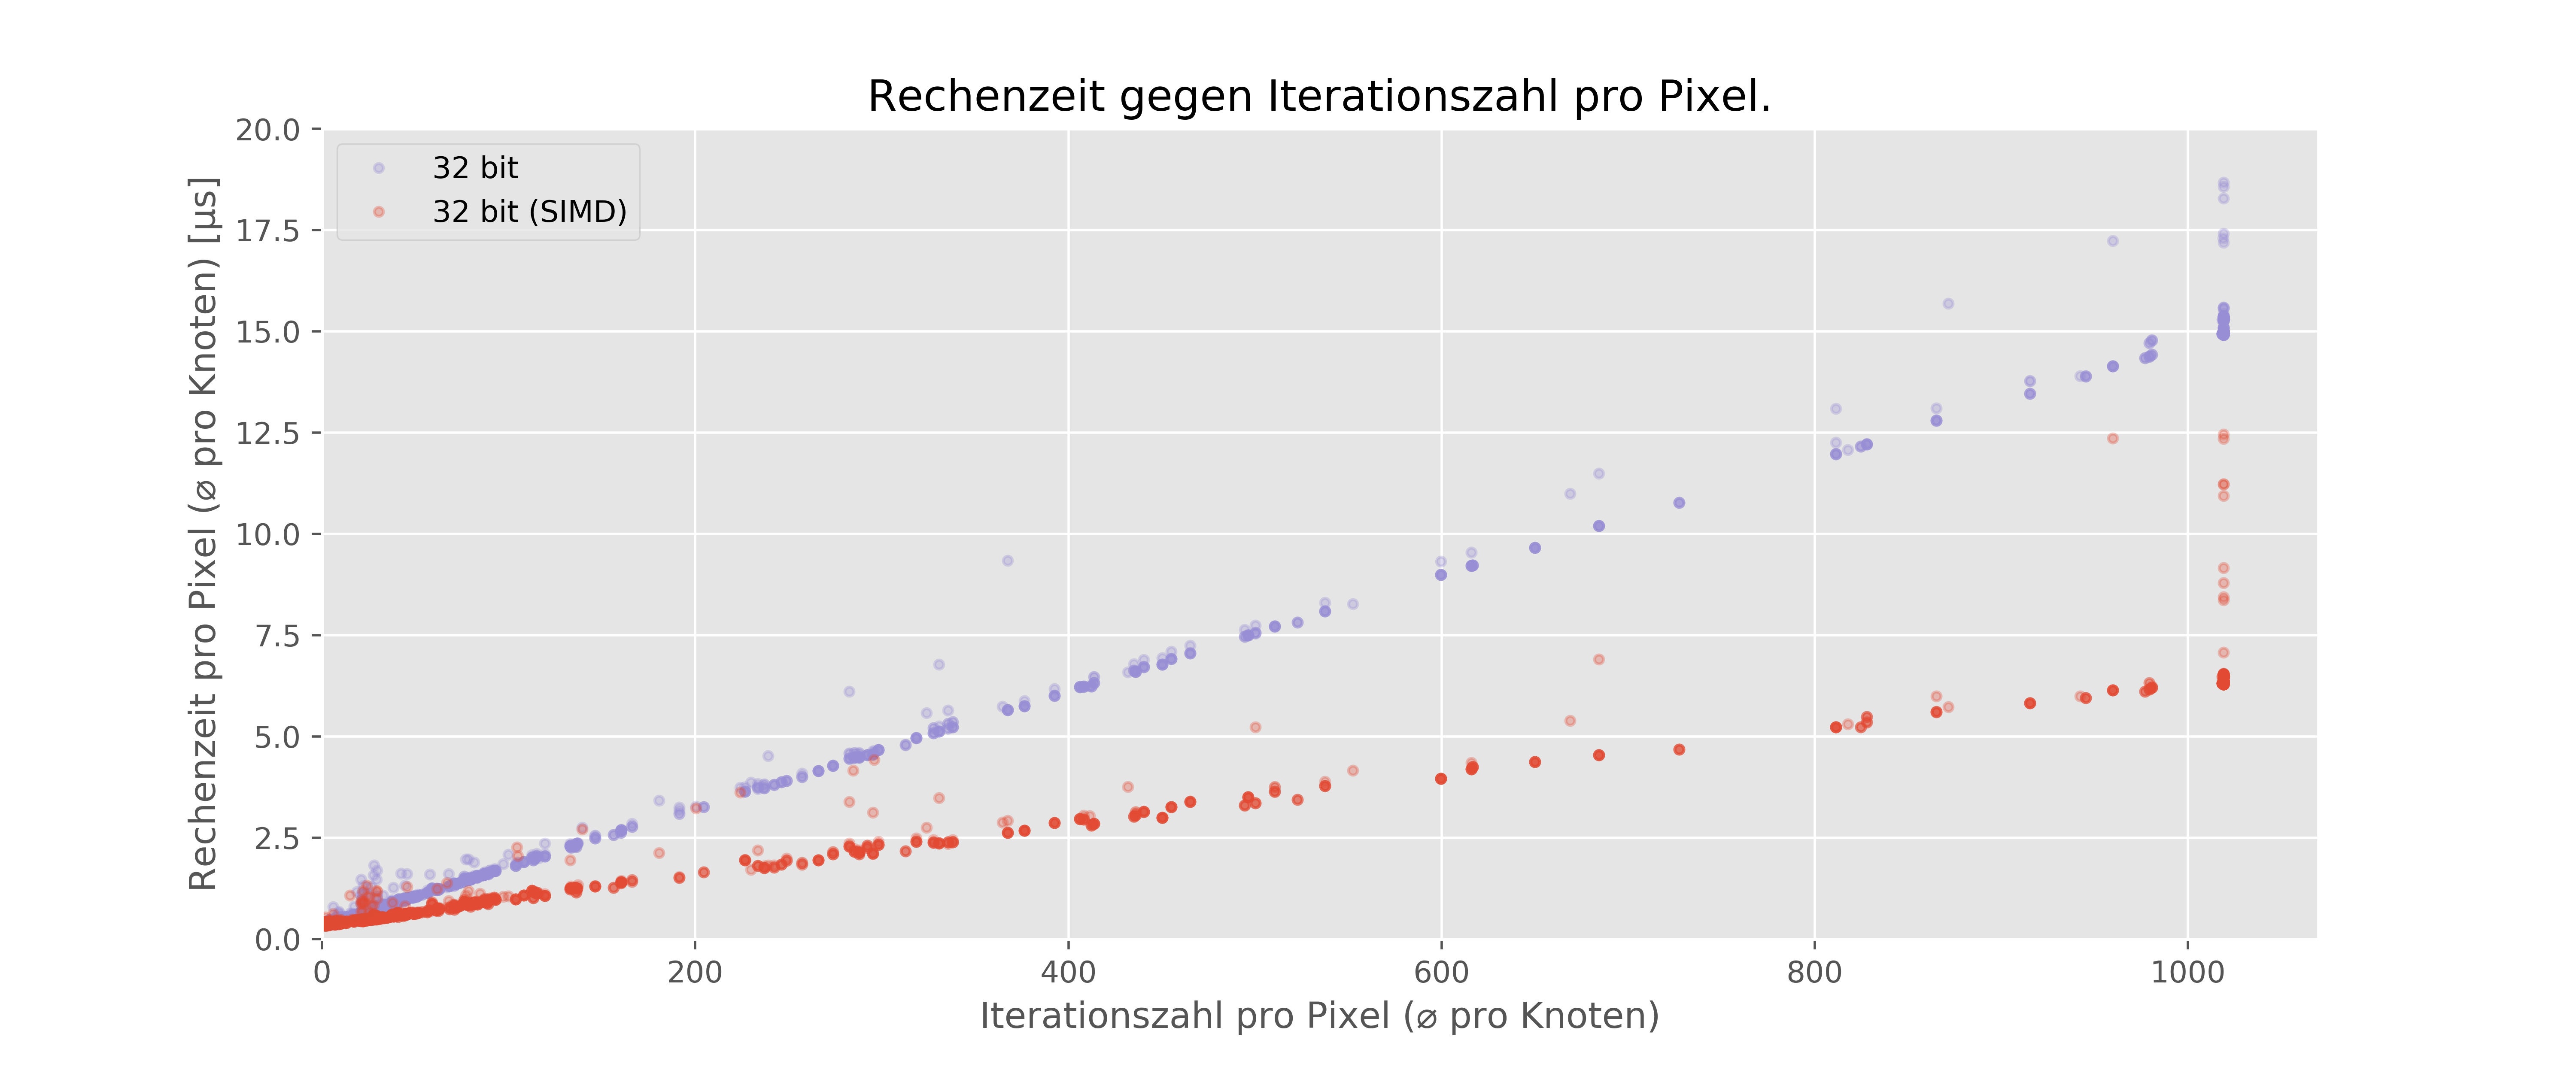 Rechenzeit gegen Iterationszahl pro Pixel.
Rechenzeit pro Pixel (⌀ pro Knoten) [µs]
20.0
17.5
15.0
12.5
10.0
7.5
5.0
2.5
0.0
32 bit
32 bit (SIMD)
0 200 400 600 800 1000
Iterationszahl pro Pixel (⌀ pro Knoten)